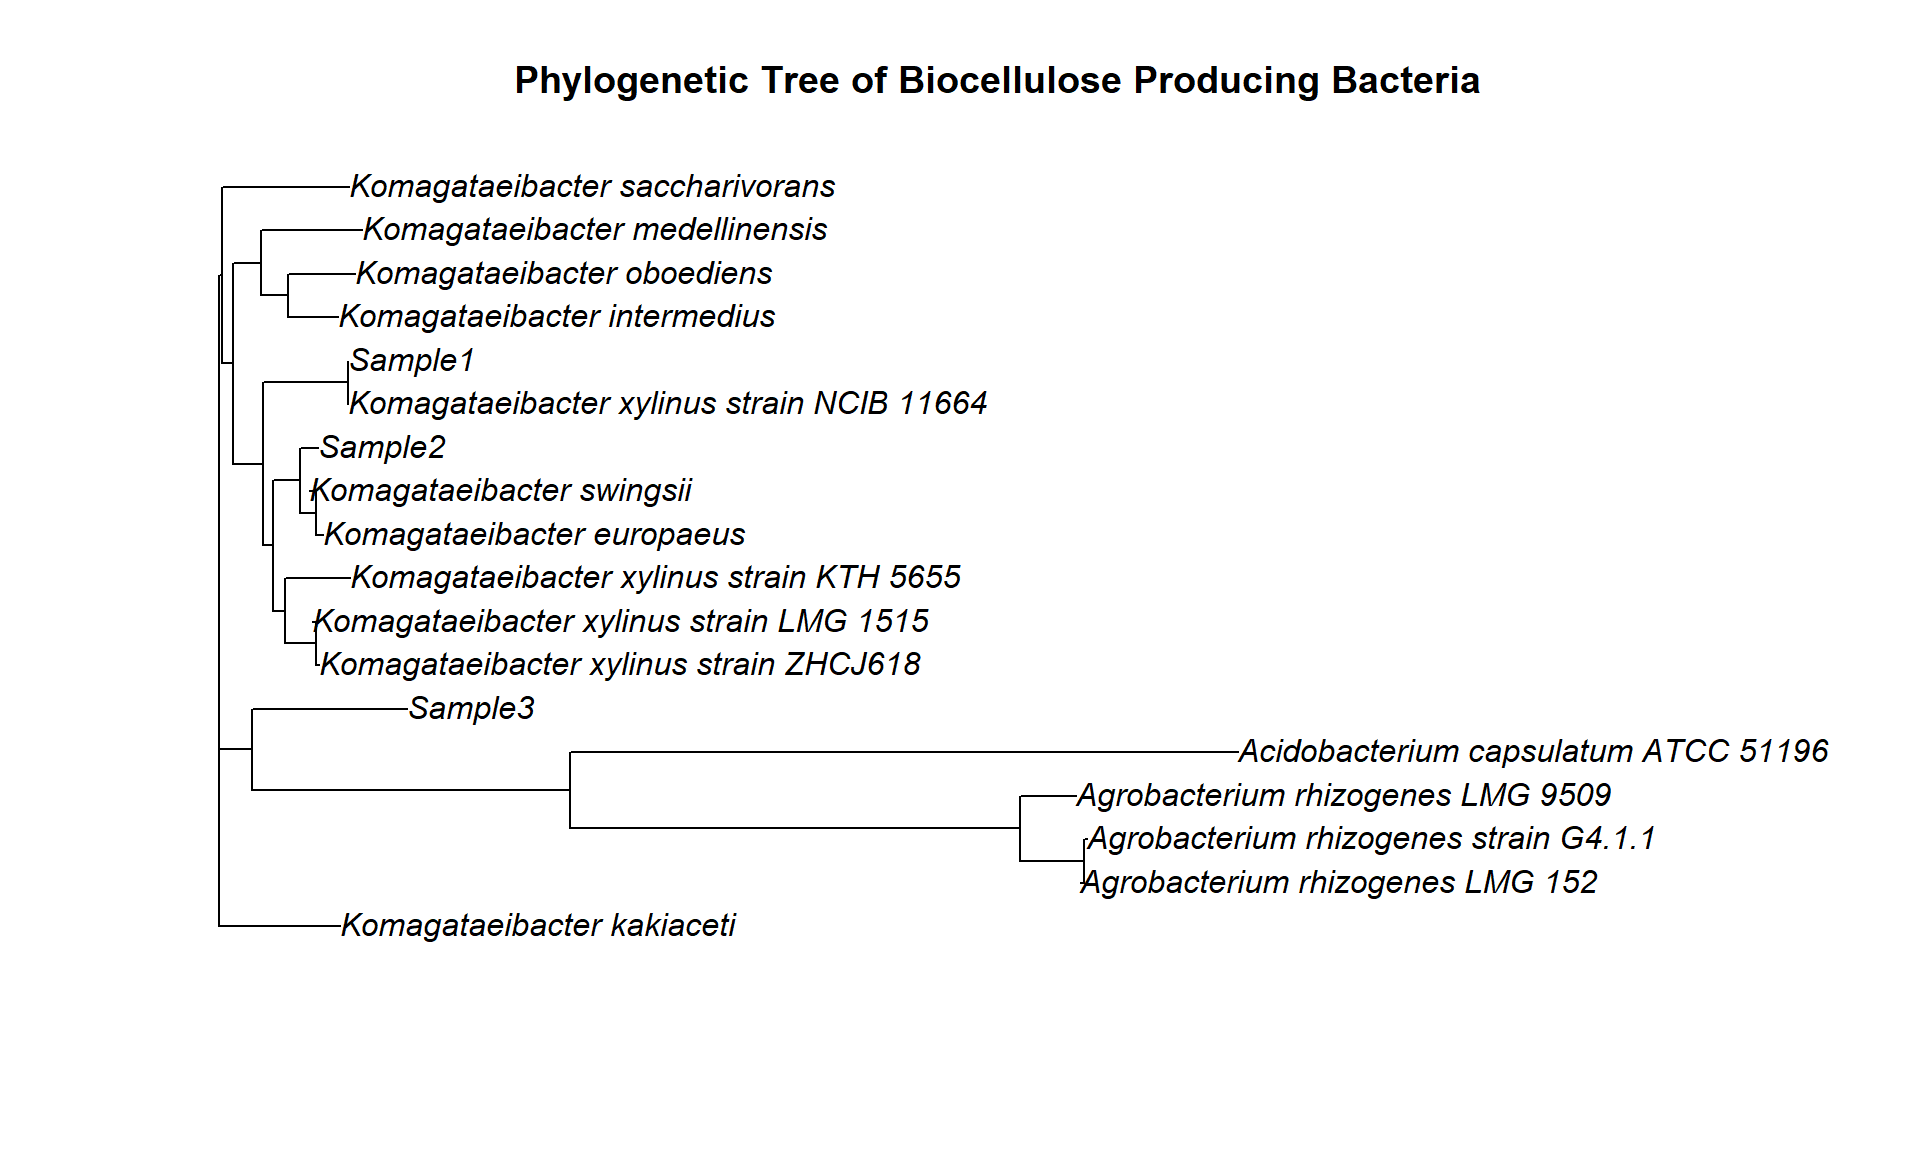 Phylogenetic Tree of Biocellulose Producing Bacteria
Komagataeibacter saccharivorans
Komagataeibacter medellinensis
Komagataeibacter oboediens
Komagataeibacter intermedius
Sample1
Komagataeibacter xylinus strain NCIB 11664
Sample2
Komagataeibacter swingsii
Komagataeibacter europaeus
Komagataeibacter xylinus strain KTH 5655
Komagataeibacter xylinus strain LMG 1515
Komagataeibacter xylinus strain ZHCJ618
Sample3
Acidobacterium capsulatum ATCC 51196
Agrobacterium rhizogenes LMG 9509
Agrobacterium rhizogenes strain G4.1.1
Agrobacterium rhizogenes LMG 152
Komagataeibacter kakiaceti